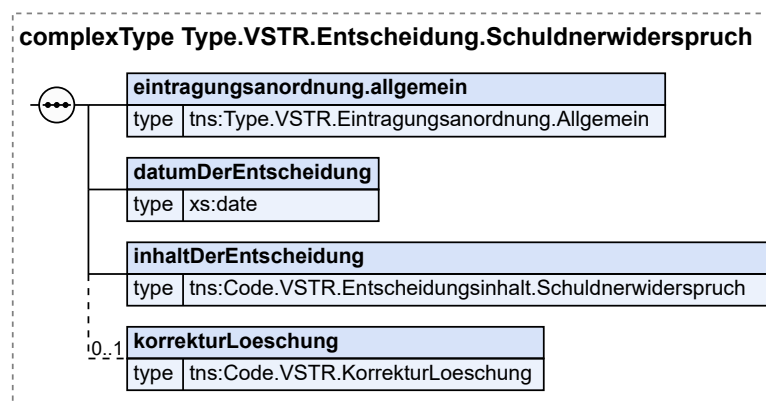 complexType Type.VSTR.Entscheidung.Schuldnerwiderspruch
eintragungsanordnung.allgemein
type tns:Type.VSTR.Eintragungsanordnung.Allgemein
datumDerEntscheidung
type xs:date
inhaltDerEntscheidung
type tns:Code.VSTR.Entscheidungsinhalt.Schuldnerwiderspruch
0..1
korrekturLoeschung
type tns:Code.VSTR.KorrekturLoeschung